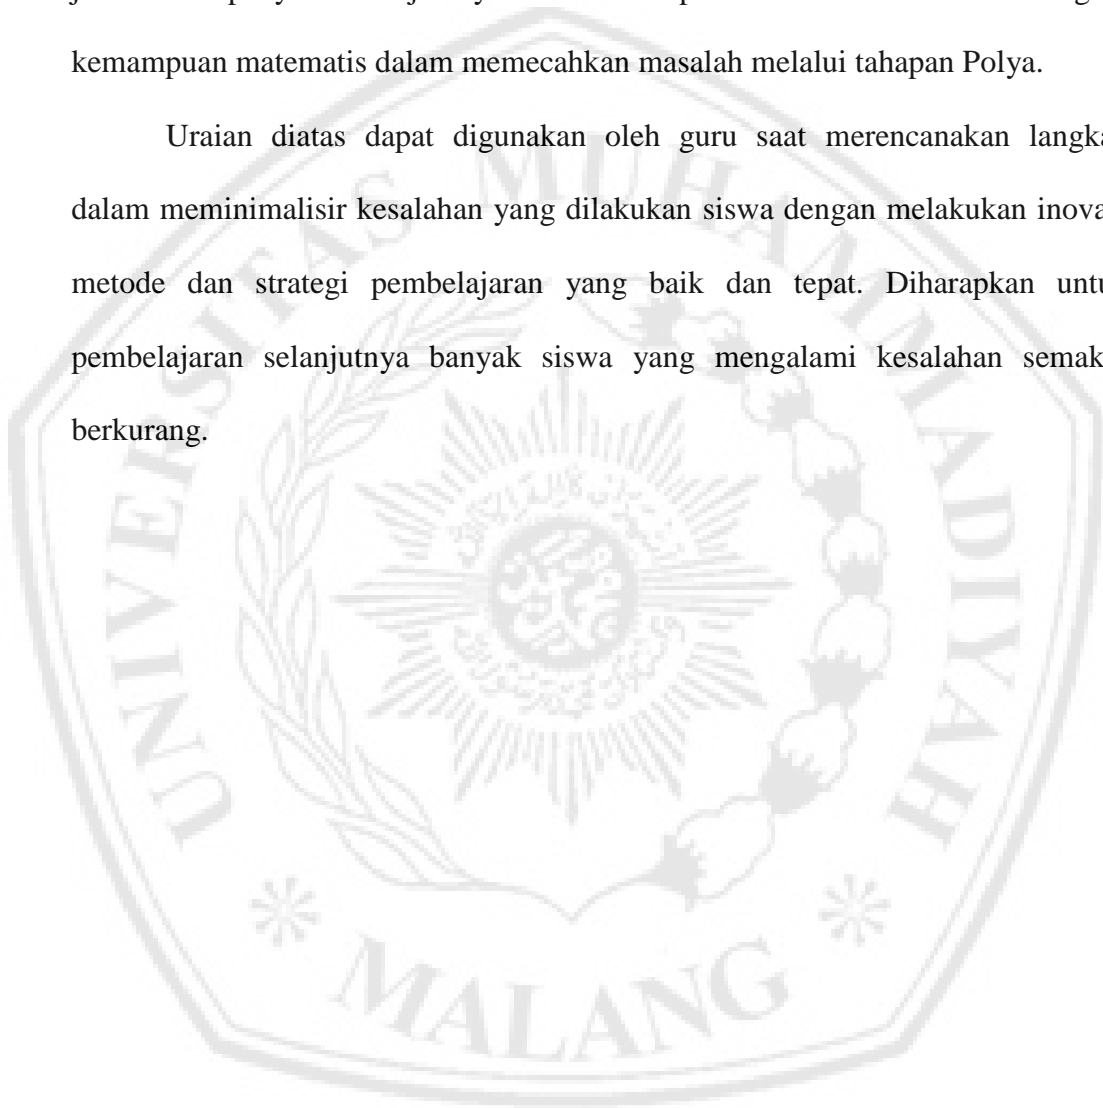 kemampuan matematis dalam memecahkan masalah melalui tahapan Polya.
Uraian diatas dapat digunakan oleh guru saat merencanakan langka
dalam meminimalisir kesalahan yang dilakukan siswa dengan melakukan inova
metode dan strategi pembelajaran yang baik dan tepat. Diharapkan untu
pembelajaran selanjutnya banyak siswa yang mengalami kesalahan semak
berkurang.
UNIVERSITAS MUHAMMADIYAH
MALANG